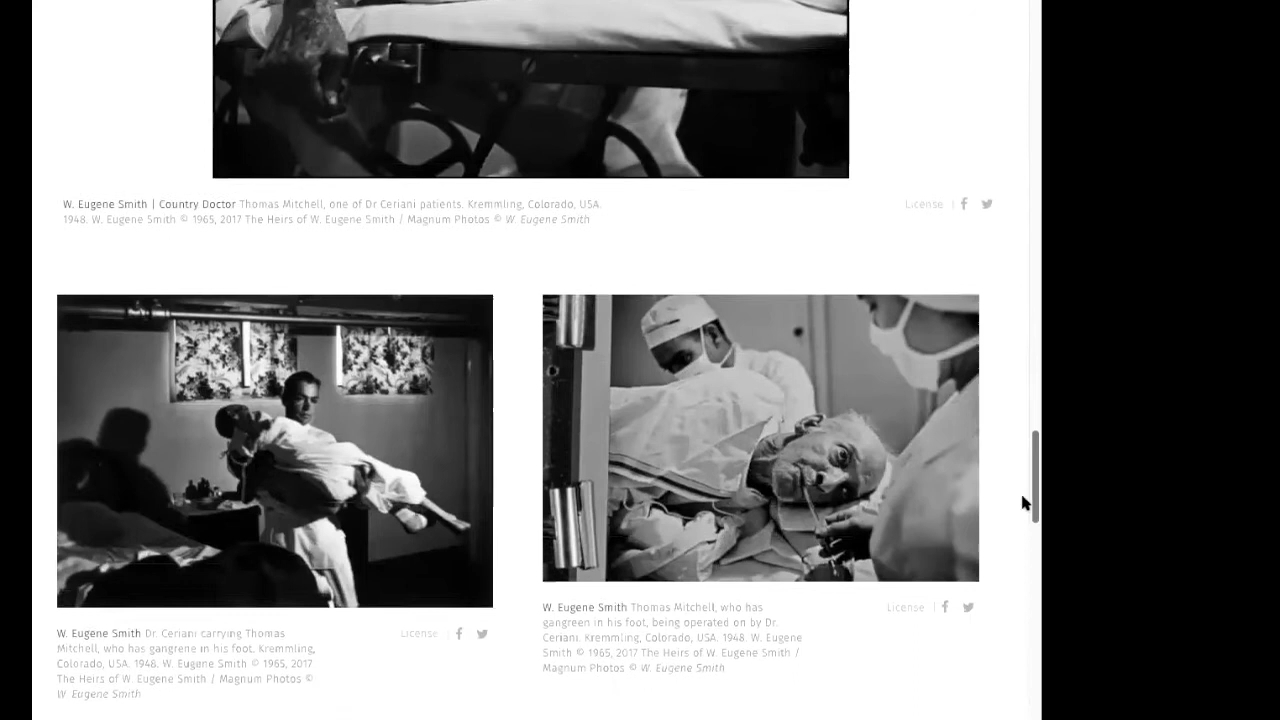 W. Eugene Smith | Country Doctor Thomas Mitchell, one of Dr Ceriani patients. Kremmling, Colorado, USA.
1948. W. Eugene Smith © 1965, 2017 The Heirs of W. Eugene Smith / Magnum Photos © W. Eugene Smith
License |
W. Eugene Smith Dr. Ceriani carrying Thomas
Mitchell, who has gangrene in his foot. Kremmling,
Colorado, USA. 1948. W. Eugene Smith © 1965, 2017
The Heirs of W. Eugene Smith / Magnum Photos ©
W. Eugene Smith
License |
W. Eugene Smith Thomas Mitchell, who has
gangreen in his foot, being operated on by Dr.
Ceriani. Kremmling, Colorado, USA. 1948. W. Eugene
Smith © 1965, 2017 The Heirs of W. Eugene Smith /
Magnum Photos © W. Eugene Smith
License |